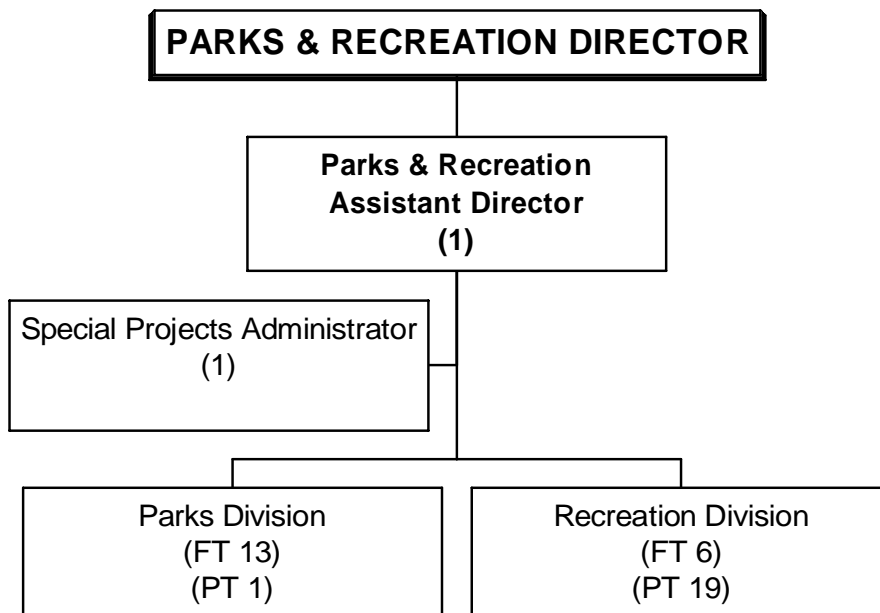 PARKS & RECREATION DIRECTOR
Parks & Recreation
Assistant Director
(1)
Special Projects Administrator
(1)
Parks Division
(FT 13)
(PT 1)
Recreation Division
(FT 6)
(PT 19)